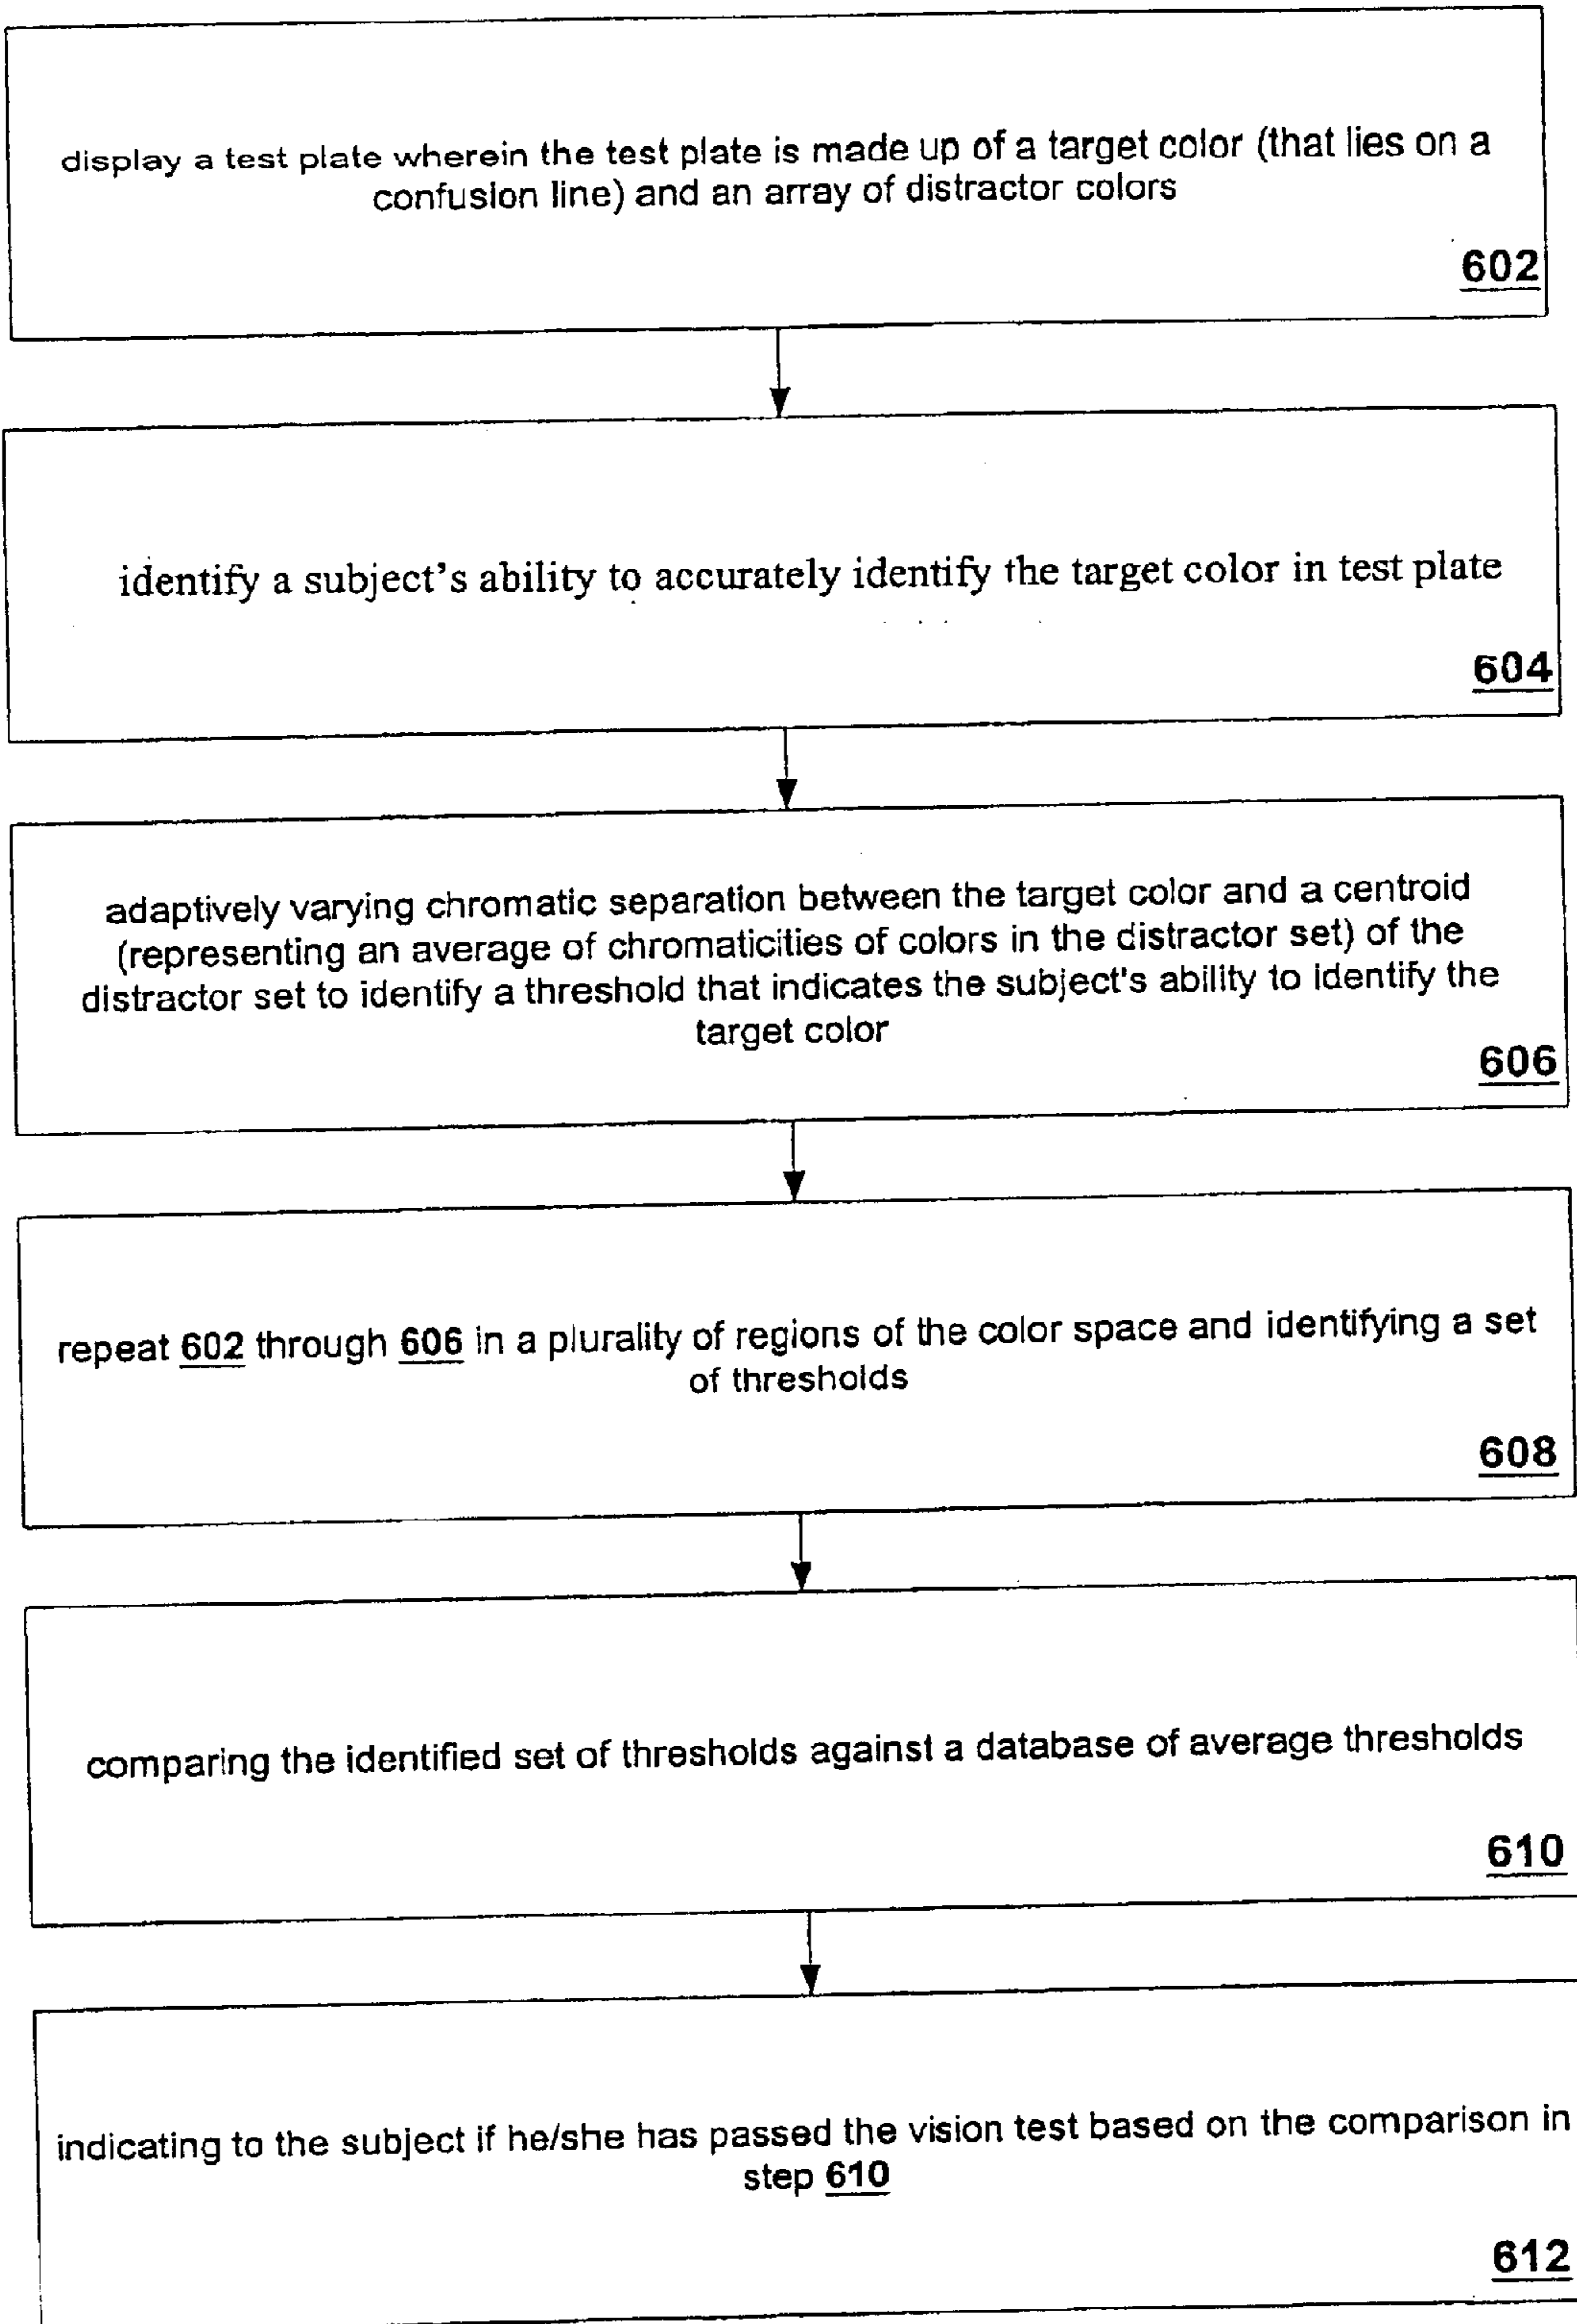 display a test plate wherein the test plate is made up of a target color (that lies on a
confusion line) and an array of distractor colors
602
identify a subject's ability to accurately identify the target color in test plate
604
adaptively varying chromatic separation between the target color and a centroid
(representing an average of chromaticities of colors in the distractor set) of the
distractor set to identify a threshold that indicates the subject's ability to identify the
target color
606
repeat 602 through 606 in a plurality of regions of the color space and identifying a set
of thresholds
608
comparing the identified set of thresholds against a database of average thresholds
610
indicating to the subject if he/she has passed the vision test based on the comparison in
step 610
612